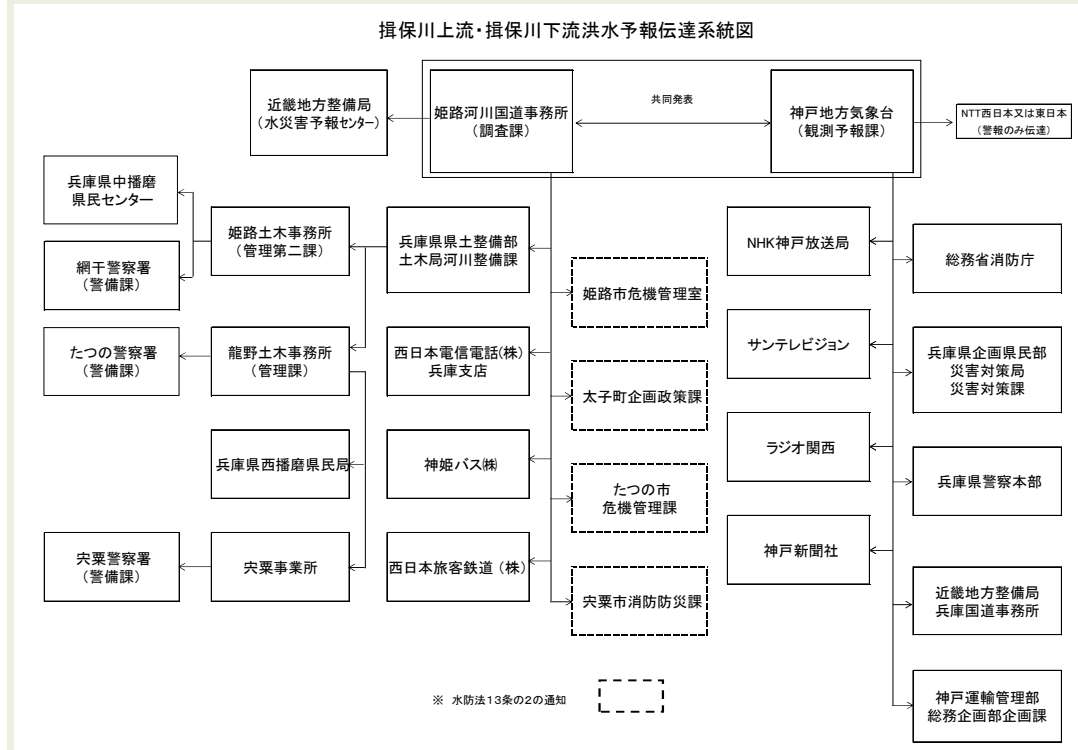 揖保川上流・揖保川下流洪水予報伝達系統図
近畿地方整備局
(水災害予報センター)
姫路河川国道事務所
(調査課)
共同発表
神戸地方気象台
(観測予報課)
NTT西日本又は東日本
(警報のみ伝達)
兵庫県中播磨
県民センター
姫路土木事務所
(管理第二課)
兵庫県県土整備部
土木局河川整備課
NHK神戸放送局
総務省消防庁
網干警察署
(警備課)
姫路市危機管理室
たつの警察署
(警備課)
龍野土木事務所
(管理課)
西日本電信電話(株)
兵庫支店
サンテレビジョン
兵庫県企画県民部
災害対策局
災害対策課
太子町企画政策課
兵庫県西播磨県民局
神姫バス㈱
ラジオ関西
兵庫県警察本部
たつの市
危機管理課
宍粟警察署
(警備課)
宍粟事業所
西日本旅客鉄道(株)
神戸新聞社
近畿地方整備局
兵庫国道事務所
宍粟市消防防災課
※ 水防法13条の2の通知
神戸運輸管理部
総務企画部企画課